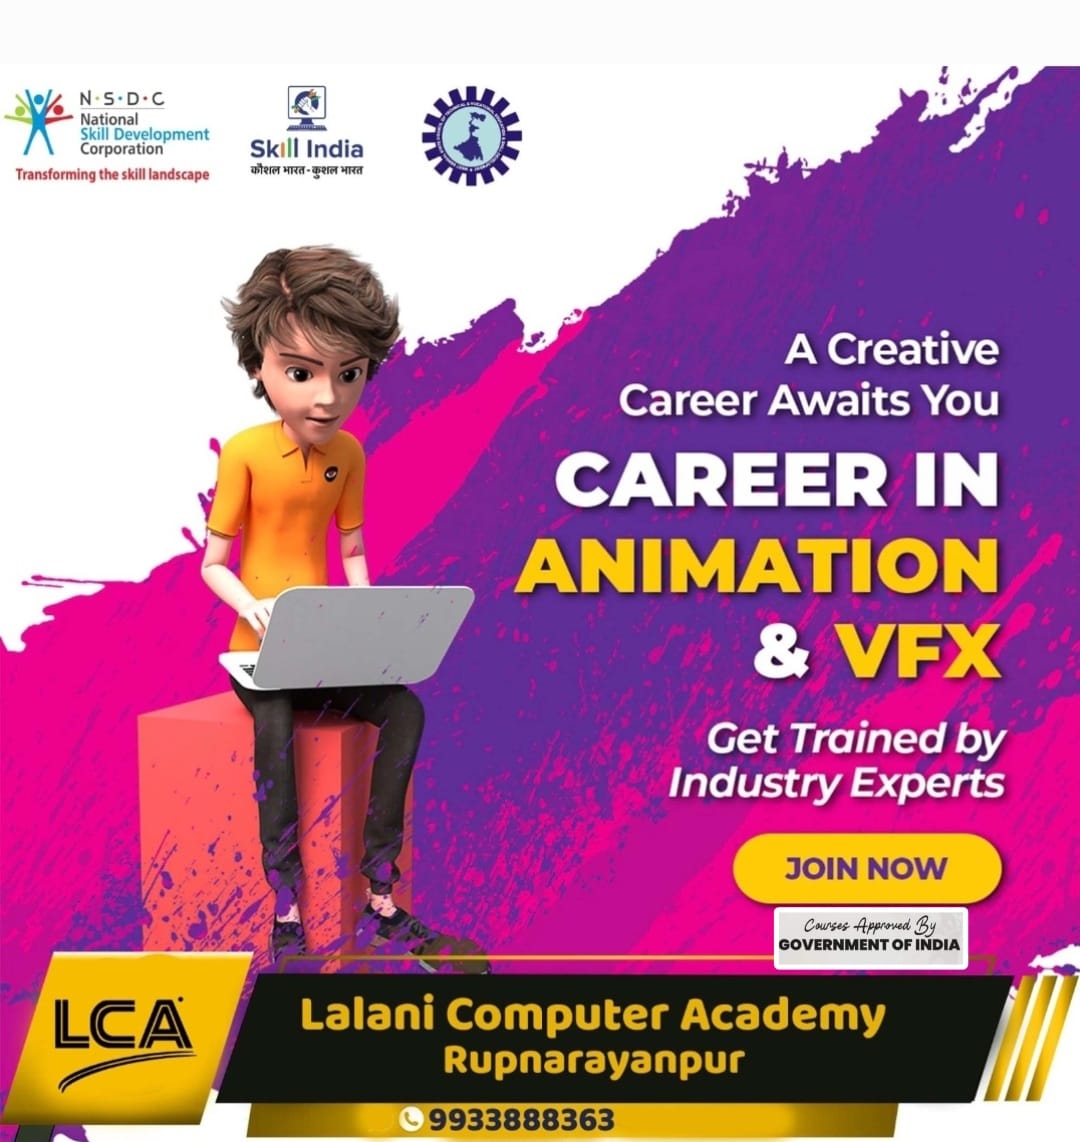 N·S·D·C
National
Skill Development
Corporation
Transforming the skill landscape
Skill India
कौशल भारत - कुशल भारत
A Creative
Career Awaits You
CAREER IN
ANIMATION
& VFX
Get Trained by
Industry Experts
JOIN NOW
Courses Approved By
GOVERNMENT OF INDIA
LCA
Lalani Computer Academy
Rupnarayanpur
9933888363